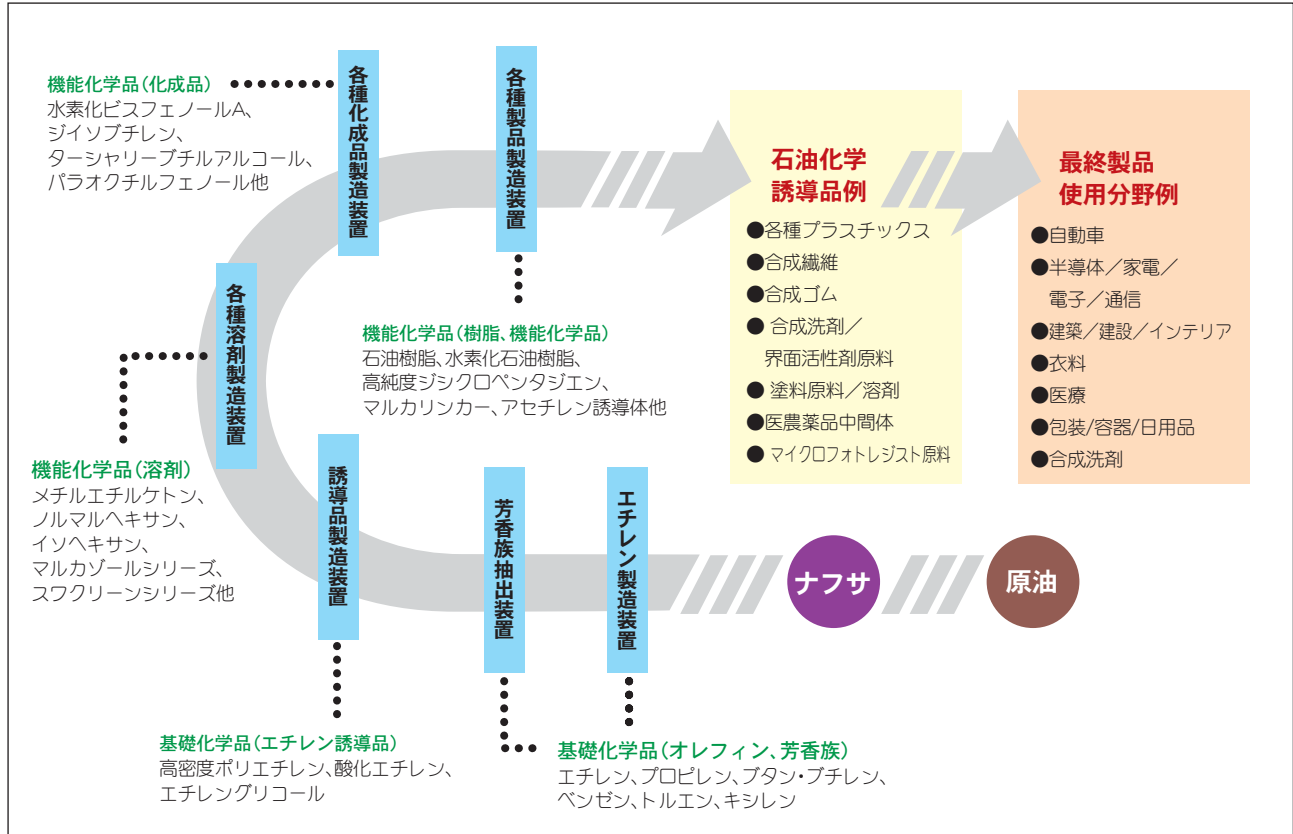 機能化学品(化成品)
水素化ビスフェノールA、
ジイソブチレン、
ターシャリーブチルアルコール、
パラオクチルフェノール他
各種化成品製造装置
各種製品製造装置
機能化学品(樹脂、機能化学品)
石油樹脂、水素化石油樹脂、
高純度ジシクロペンタジエン、
マルカリンカー、アセチレン誘導体他
各種溶剤製造装置
機能化学品(溶剤)
メチルエチルケトン、
ノルマルヘキサン、
イソヘキサン、
マルカゾールシリーズ、
スワクリーンシリーズ他
誘導品製造装置
基礎化学品(エチレン誘導品)
高密度ポリエチレン、酸化エチレン、
エチレングリコール
芳香族抽出装置
エチレン製造装置
基礎化学品(オレフィン、芳香族)
エチレン、プロピレン、ブタン・ブチレン、
ベンゼン、トルエン、キシレン
ナフサ
原油
石油化学
誘導品例
●各種プラスチックス
●合成繊維
●合成ゴム
●合成洗剤／
界面活性剤原料
●塗料原料／溶剤
●医農薬品中間体
●マイクロフォトレジスト原料
最終製品
使用分野例
●自動車
●半導体／家電／
電子／通信
●建築／建設／インテリア
●衣料
●医療
●包装/容器/日用品
●合成洗剤